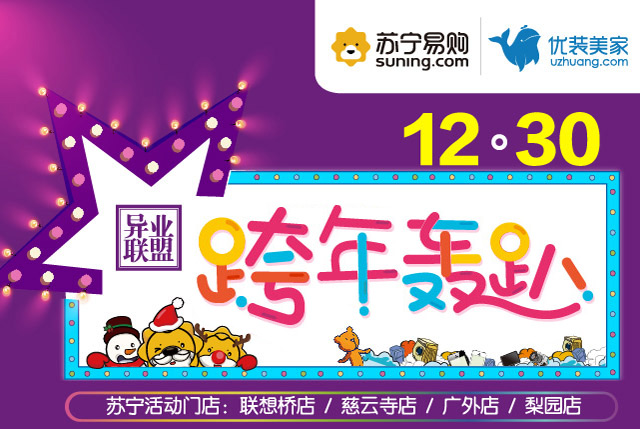 苏宁易购
suning.com
优装美家
uzhuang.com
12.30
异业
联盟
跨年轰趴
苏宁活动门店：联想桥店 / 慈云寺店 / 广外店 / 梨园店